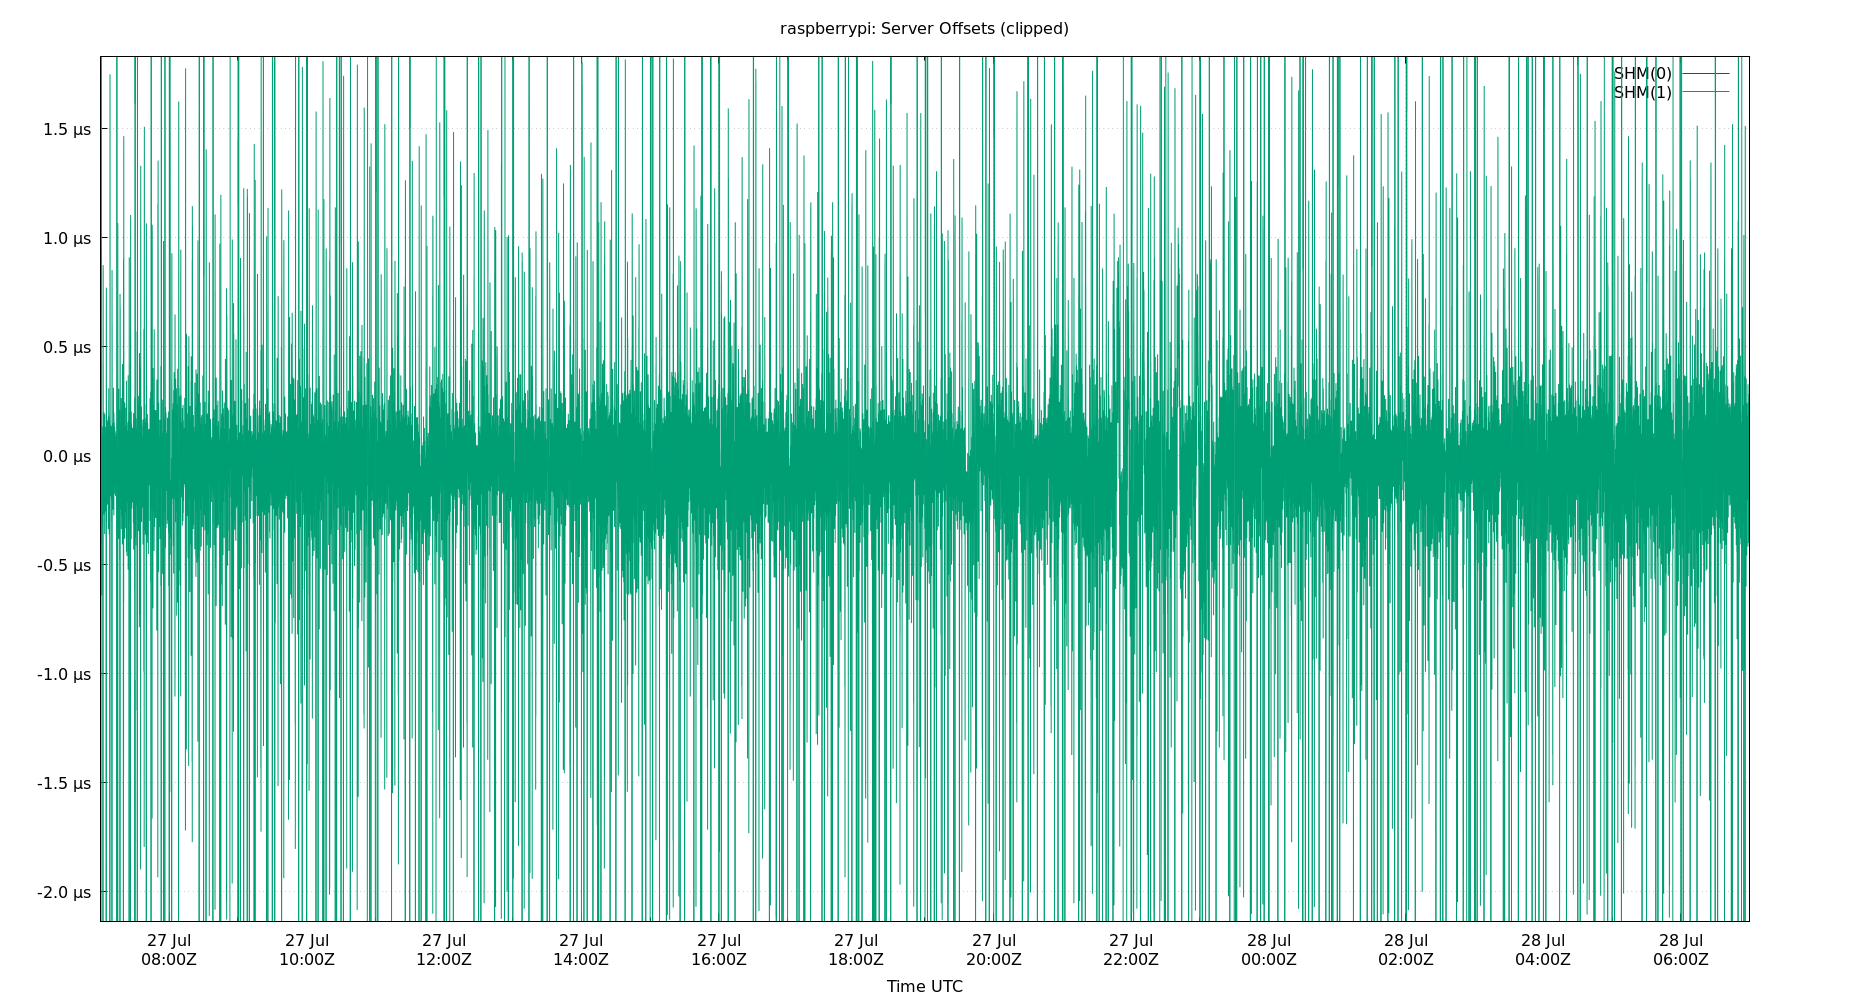 raspberrypi: Server Offsets (clipped)
SHM(0)
SHM(1)
1.5 µs
1.0 µs
0.5 µs
0.0 µs
-0.5 µs
-1.0 µs
-1.5 µs
-2.0 µs
27 Jul 27 Jul 27 Jul 27 Jul 27 Jul 27 Jul 27 Jul 27 Jul 28 Jul 28 Jul 28 Jul 28 Jul
08:00Z 10:00Z 12:00Z 14:00Z 16:00Z 18:00Z 20:00Z 22:00Z 00:00Z 02:00Z 04:00Z 06:00Z
Time UTC